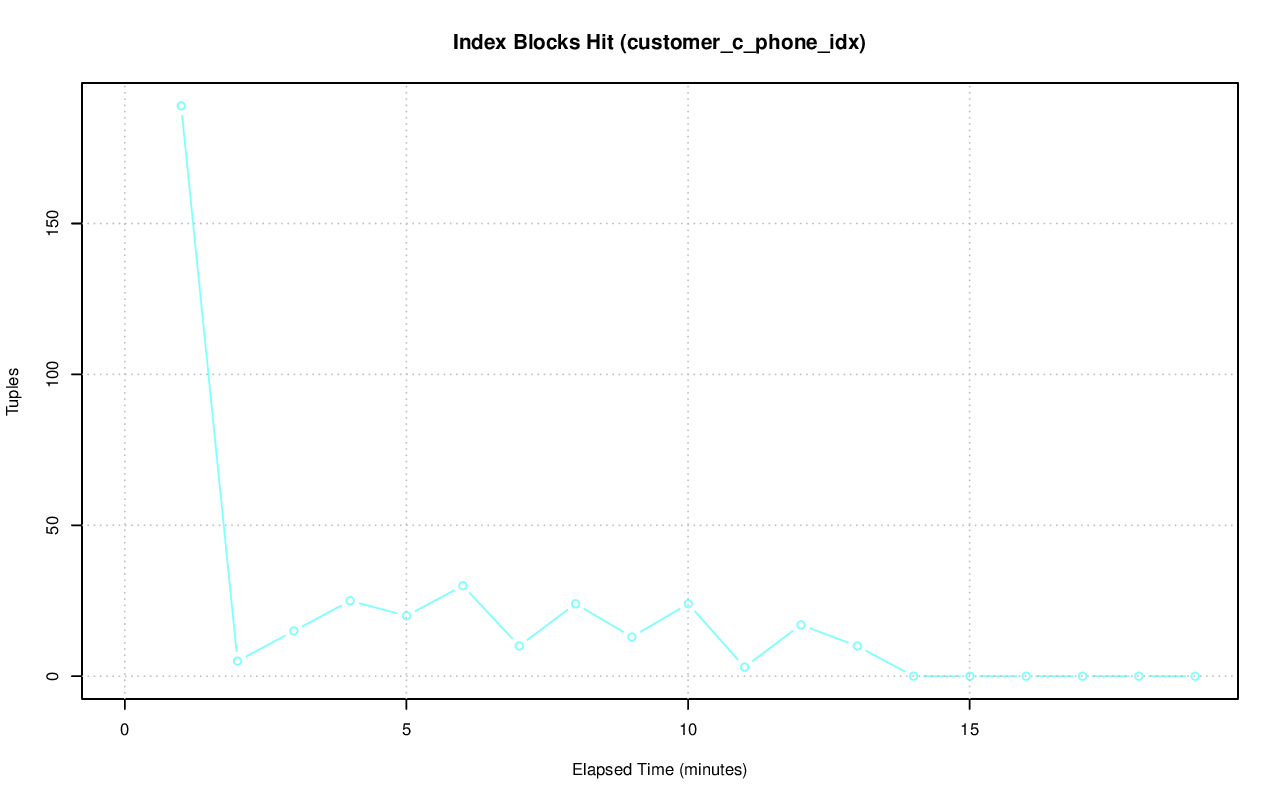 Index Blocks Hit (customer_c_phone_idx)
150
100
50
0
Tuples
0 5 10 15
Elapsed Time (minutes)